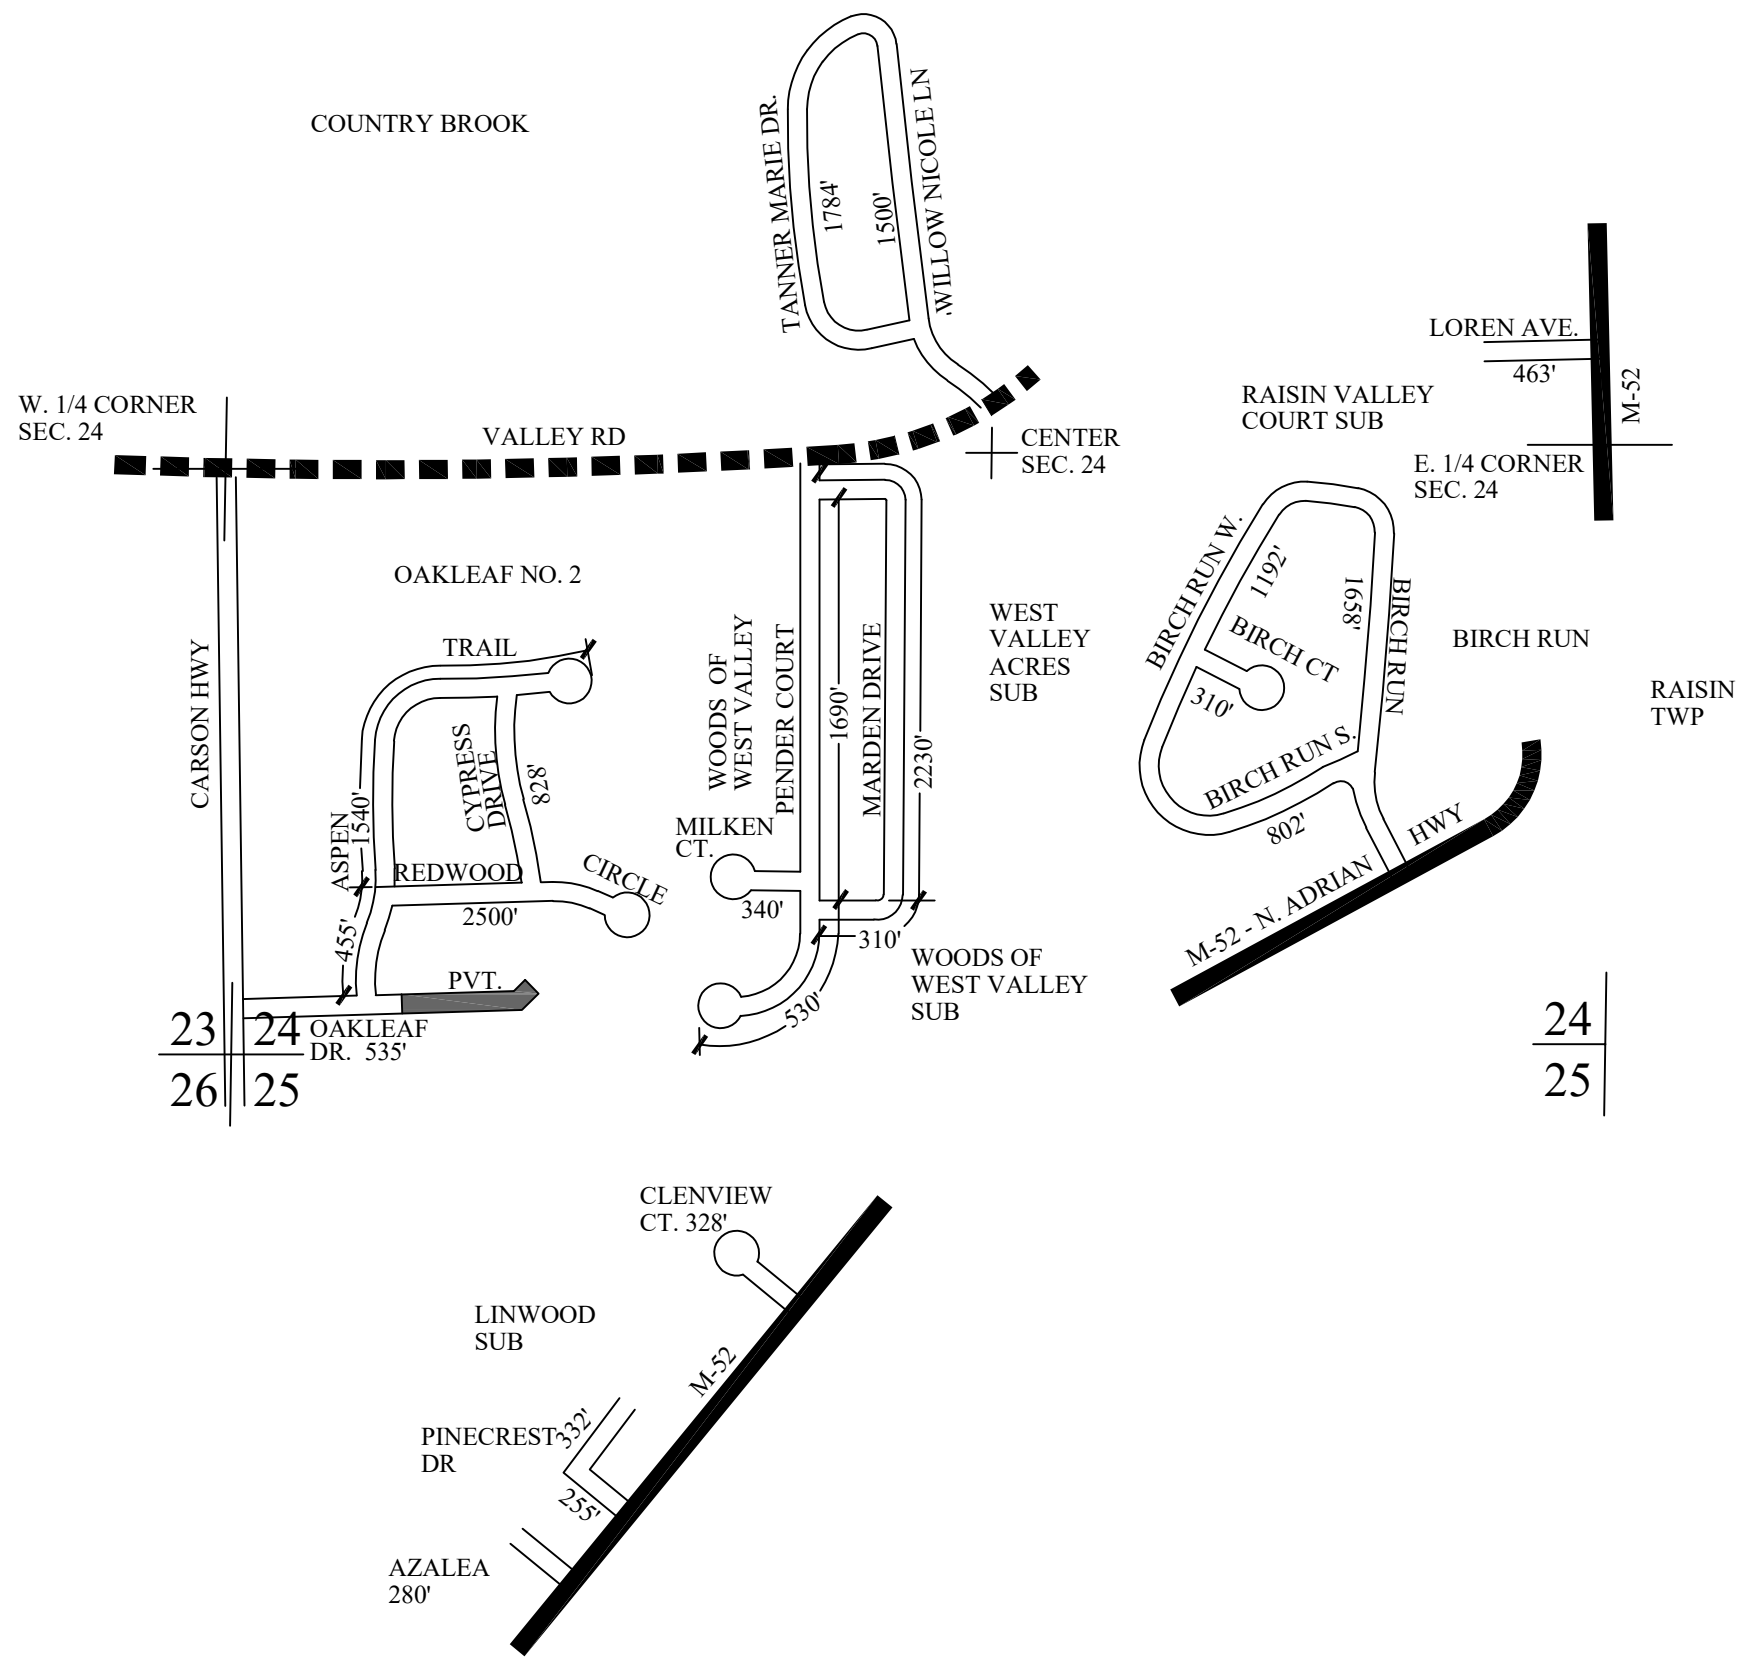 COUNTRY BROOK
TANNER MARIE DR.
1784'
1500'
'WILLOW NICOLE LN
LOREN AVE.
463'
M-52
RAISIN VALLEY
COURT SUB
W. 1/4 CORNER
SEC. 24
VALLEY RD
CENTER
SEC. 24
E. 1/4 CORNER
SEC. 24
OAKLEAF NO. 2
CARSON HWY
TRAIL
ASPEN
1540'
CYPRESS
DRIVE
828'
REDWOOD
CIRCLE
2500'
455'
PVT.
OAKLEAF
DR. 535'
WOODS OF
WEST VALLEY
PENDER COURT
1690'
MARDEN DRIVE
2230'
MILKEN
CT.
340'
310'
530'
WEST
VALLEY
ACRES
SUB
WOODS OF
WEST VALLEY
SUB
BIRCH RUN W.
1192'
1658'
BIRCH RUN
BIRCH CT
310'
BIRCH RUN S.
802'
BIRCH RUN
RAISIN
TWP
M-52 - N. ADRIAN HWY
23 24
26 25
24
25
CLENVIEW
CT. 328'
LINWOOD
SUB
M-52
PINECREST
DR
332'
255'
AZALEA
280'